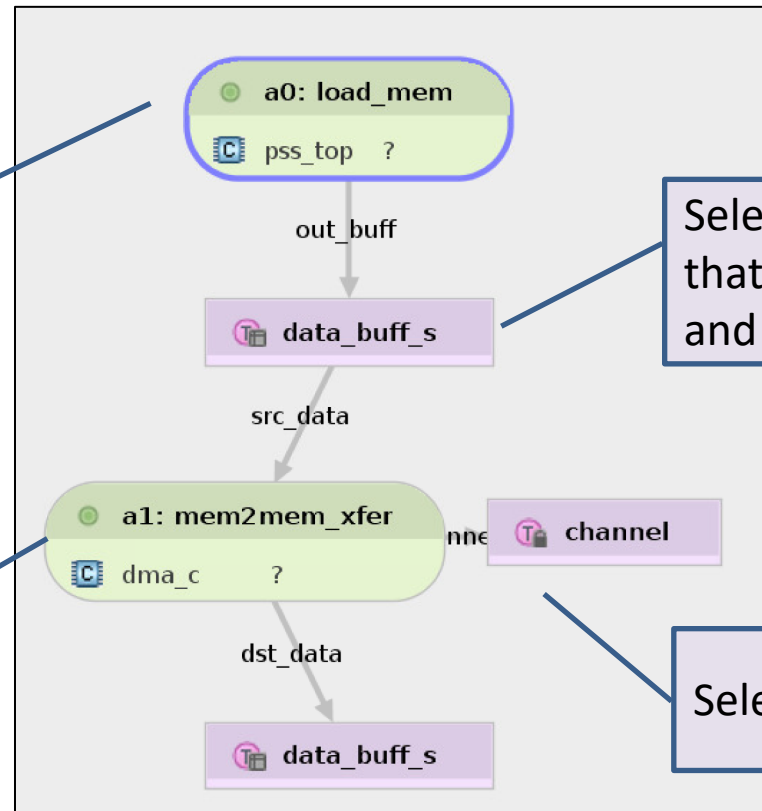 a0: load_mem
C pss_top ?
out_buff
Sele
that
and
T data_buff_s
src_data
a1: mem2mem_xfer
nne
T channel
C dma_c ?
dst_data
Sele
T data_buff_s